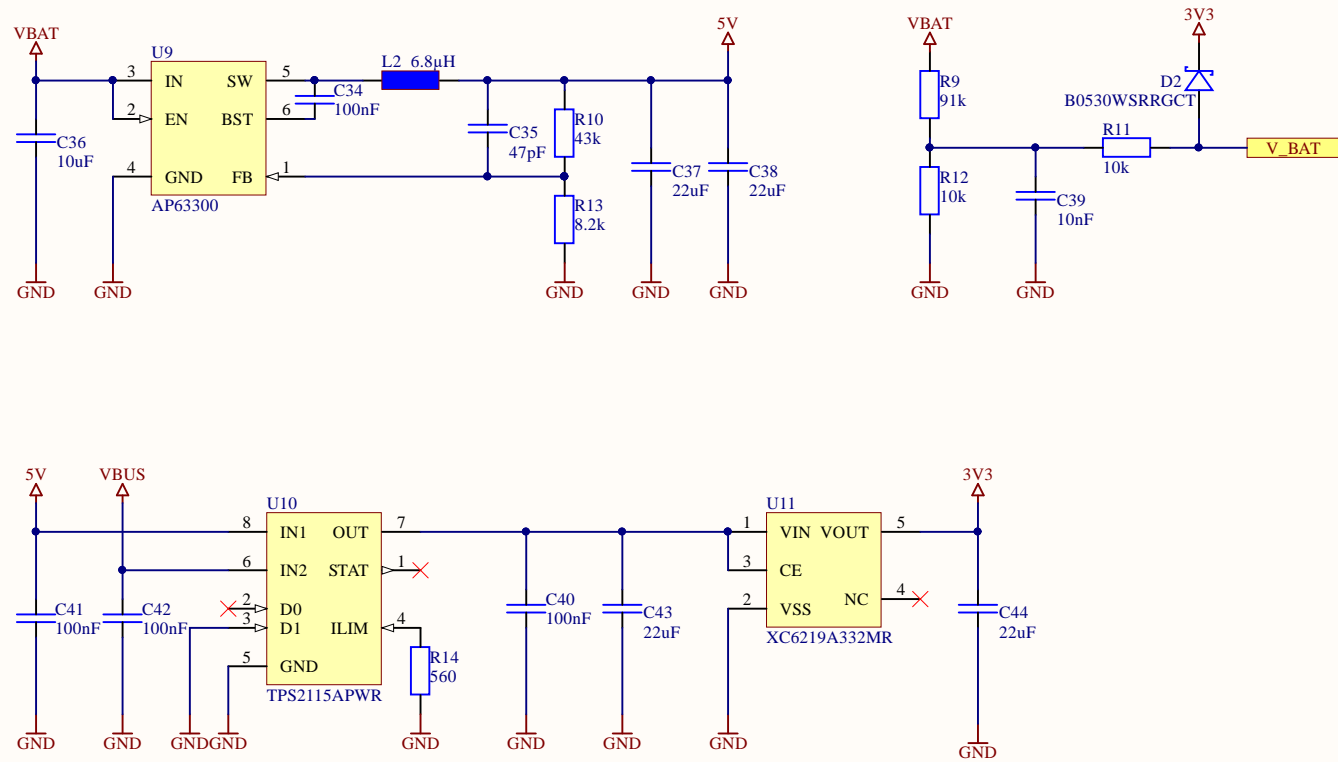 VBAT
U9
3 IN SW 5
2 EN BST 6
4 GND FB 1
AP63300
C36
10uF
GND
GND
C34
100nF
L2 6.8µH
C35
47pF
R10
43k
R13
8.2k
GND
C37
22uF
GND
5V
C38
22uF
GND
VBAT
R9
91k
R12
10k
GND
C39
10nF
GND
R11
10k
3V3
D2
B0530WSRRGCT
V_BAT
5V
VBUS
C41
100nF
GND
C42
100nF
GND
U10
8 IN1 OUT 7
6 IN2 STAT 1
2 D0
3 D1 ILIM 4
5 GND
TPS2115APWR
GND
GND
R14
560
GND
C40
100nF
GND
C43
22uF
GND
U11
1 VIN VOUT 5
3 CE
NC 4
2 VSS
XC6219A332MR
GND
3V3
C44
22uF
GND